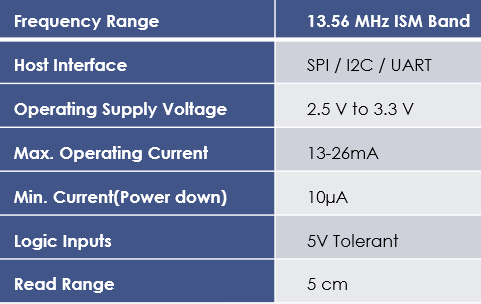 Frequency Range 13.56 MHz ISM Band
Host Interface SPI / I2C / UART
Operating Supply Voltage 2.5 V to 3.3 V
Max. Operating Current 13-26mA
Min. Current(Power down) 10µA
Logic Inputs 5V Tolerant
Read Range 5 cm